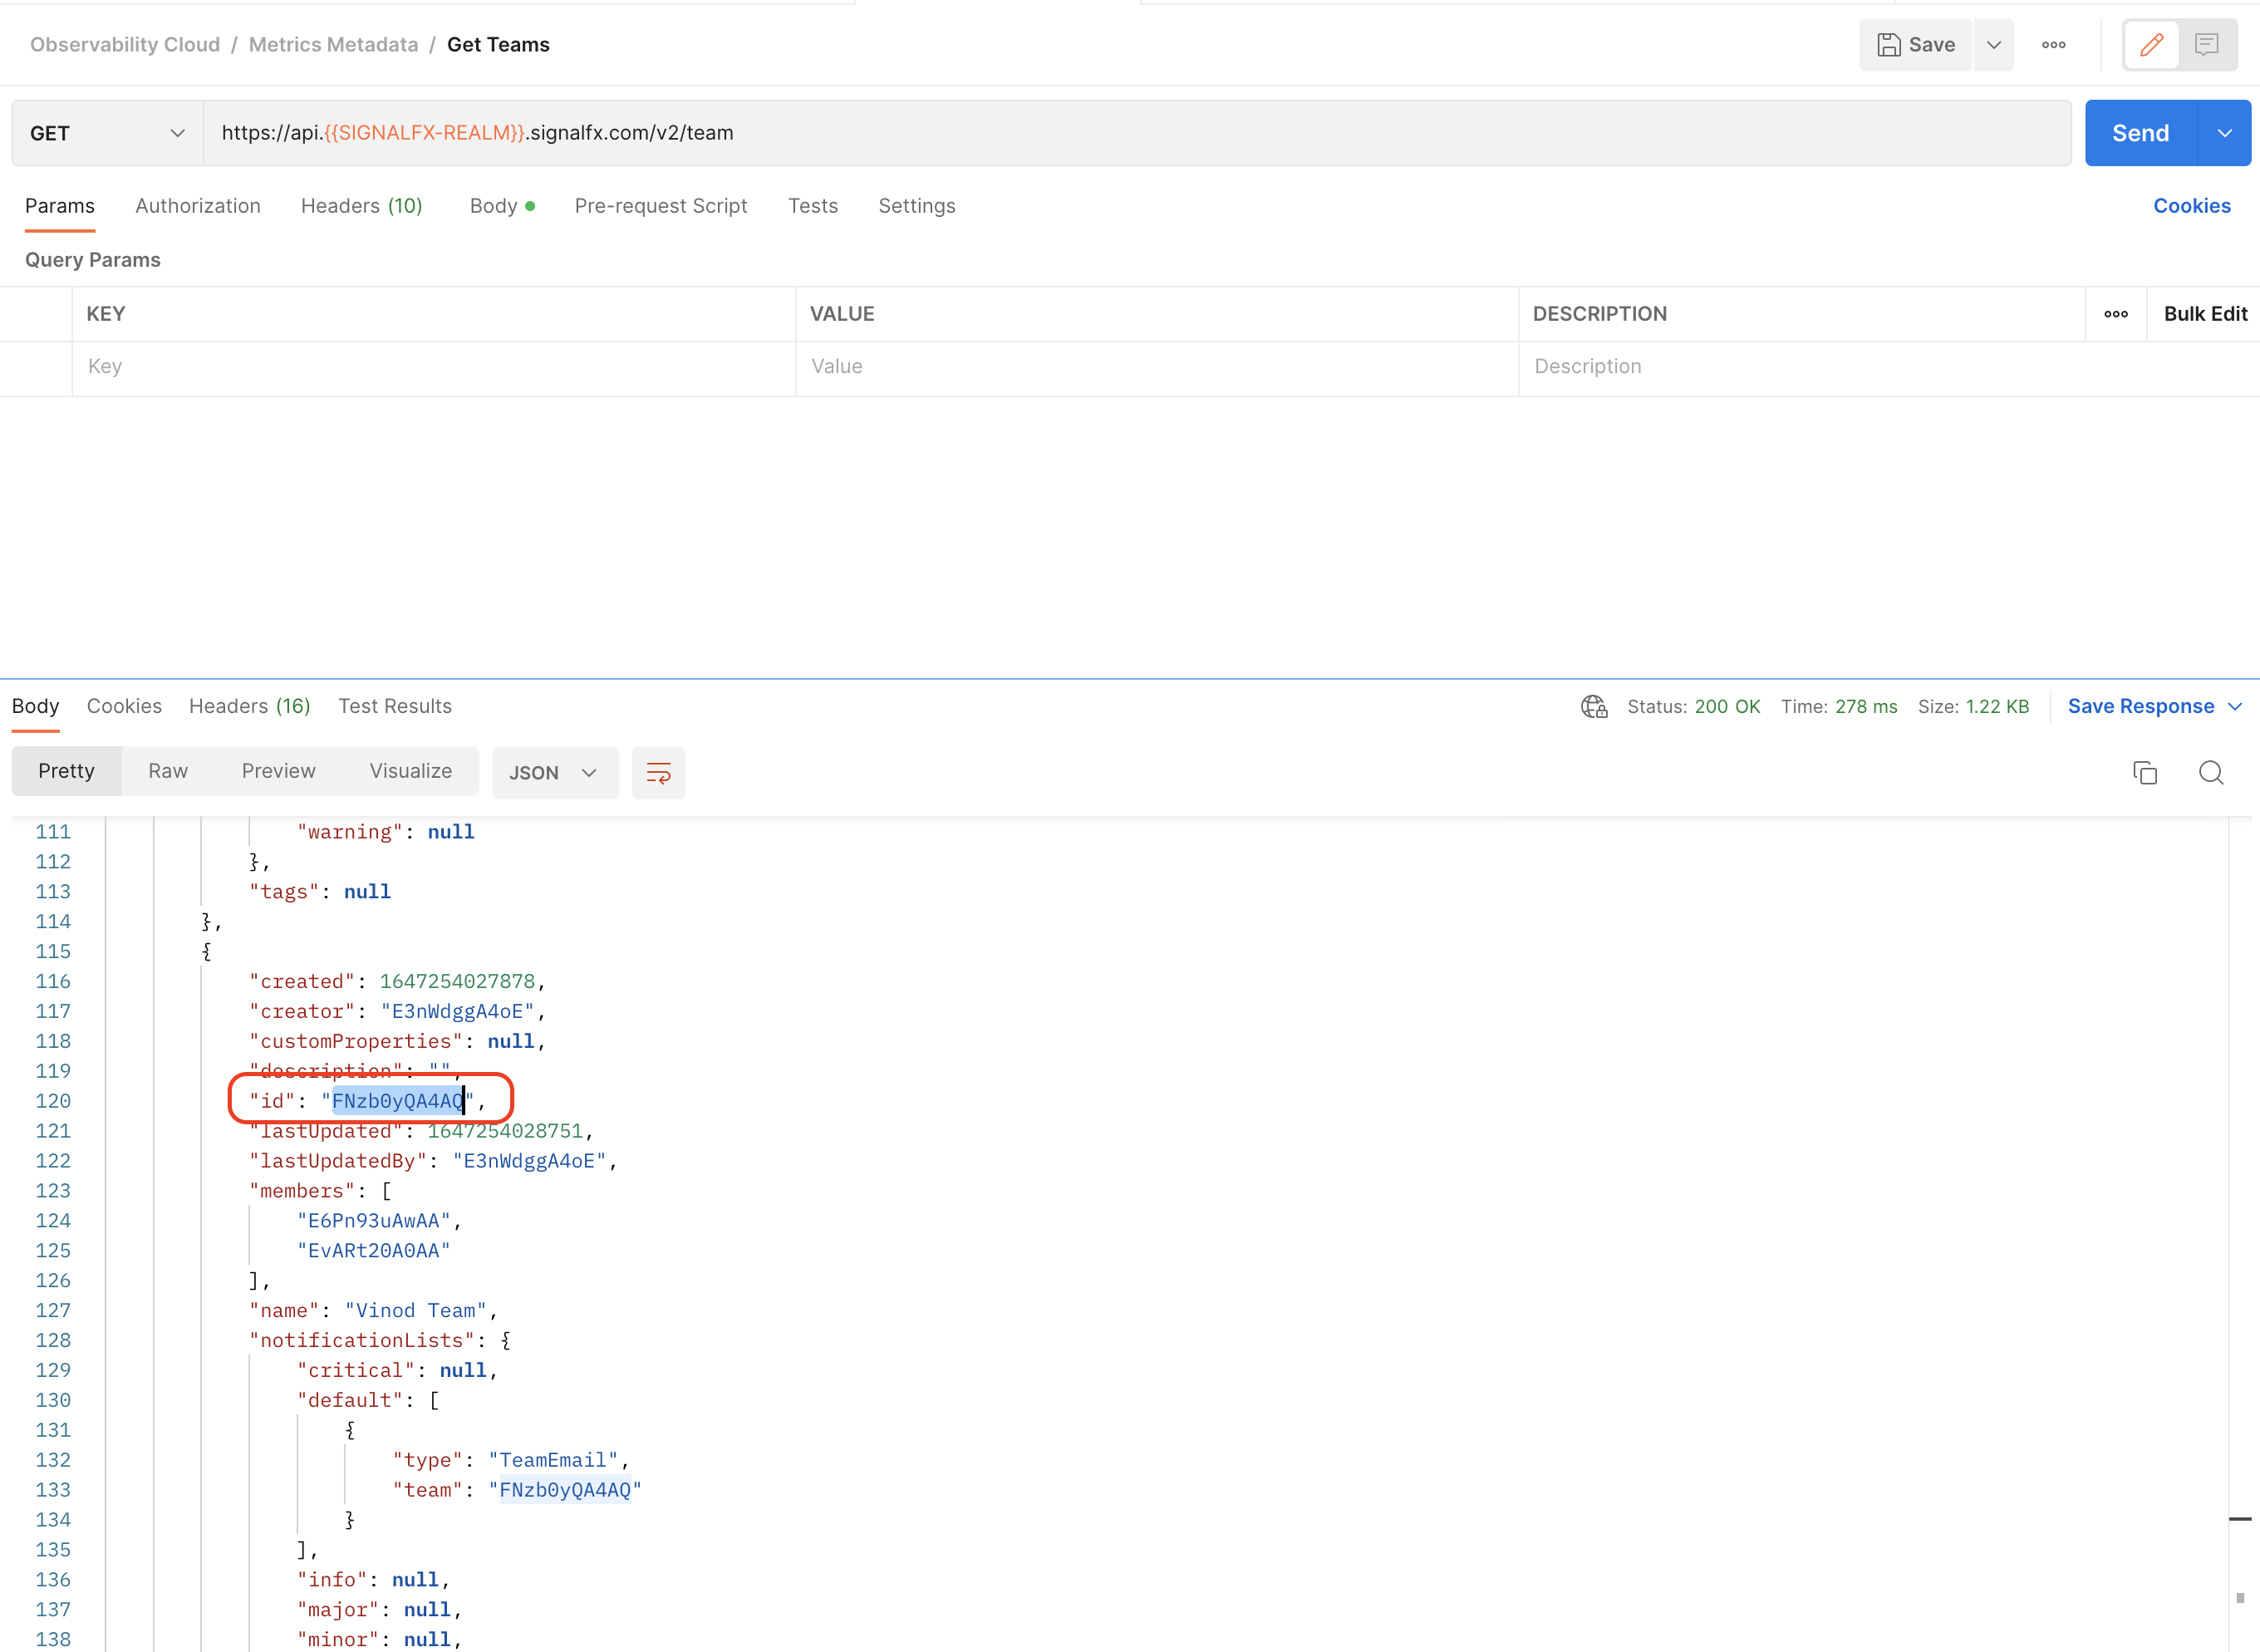 Observability Cloud / Metrics Metadata / Get Teams
Save
GET
https://api.{{SIGNALFX-REALM}}.signalfx.com/v2/team
Send
Params Authorization Headers (10) Body Pre-request Script Tests Settings Cookies
Query Params
KEY VALUE DESCRIPTION Bulk Edit
Key Value Description
Body Cookies Headers (16) Test Results Status: 200 OK Time: 278 ms Size: 1.22 KB Save Response
Pretty Raw Preview Visualize JSON
111 "warning": null
112 },
113 "tags": null
114 },
115 {
116 "created": 1647254027878,
117 "creator": "E3nWdggA4oE",
118 "customProperties": null,
119 "description": "",
120 "id": "FNzb0yQA4AQ",
121 "lastUpdated": 1647254028751,
122 "lastUpdatedBy": "E3nWdggA4oE",
123 "members": [
124 "E6Pn93uAwAA",
125 "EvARt20A0AA"
126 ],
127 "name": "Vinod Team",
128 "notificationLists": {
129 "critical": null,
130 "default": [
131 {
132 "type": "TeamEmail",
133 "team": "FNzb0yQA4AQ"
134 }
135 ],
136 "info": null,
137 "major": null,
138 "minor": null,